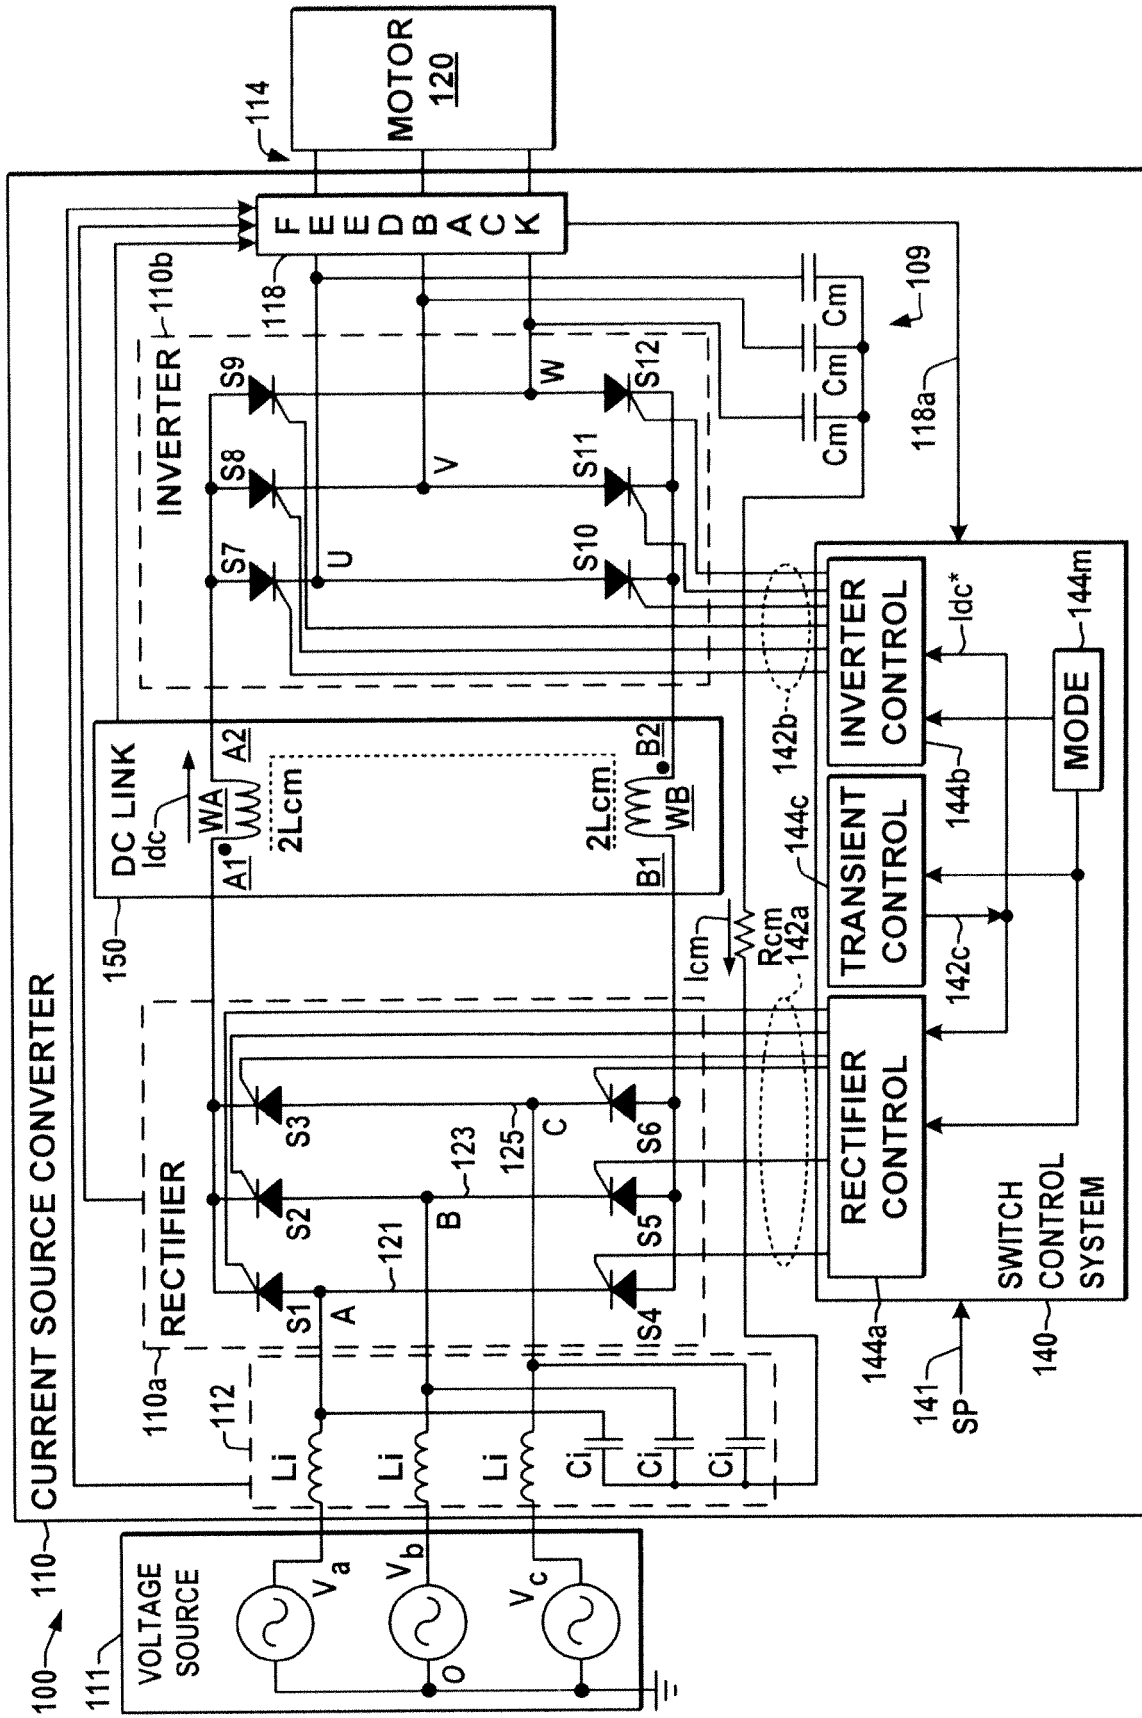 100
110
CURRENT SOURCE CONVERTER
111
VOLTAGE
SOURCE
Va
Vb
Vc
O
112
Li
Li
Li
Ci
Ci
Ci
110a
RECTIFIER
S1
S2
S3
A
121
B
123
125
C
S4
S5
S6
150
DC LINK
Idc
A1
WA
A2
2Lcm
2Lcm
B1
WB
B2
110b
INVERTER
S7
S8
S9
U
V
W
S10
S11
S12
118
FEEDBACK
114
MOTOR
120
Cm
Cm
Cm
109
118a
Icm
Rcm
142a
142b
141
SP
140
SWITCH
CONTROL
SYSTEM
144a
RECTIFIER
CONTROL
144c
TRANSIENT
CONTROL
142c
144b
INVERTER
CONTROL
Idc*
MODE
144m